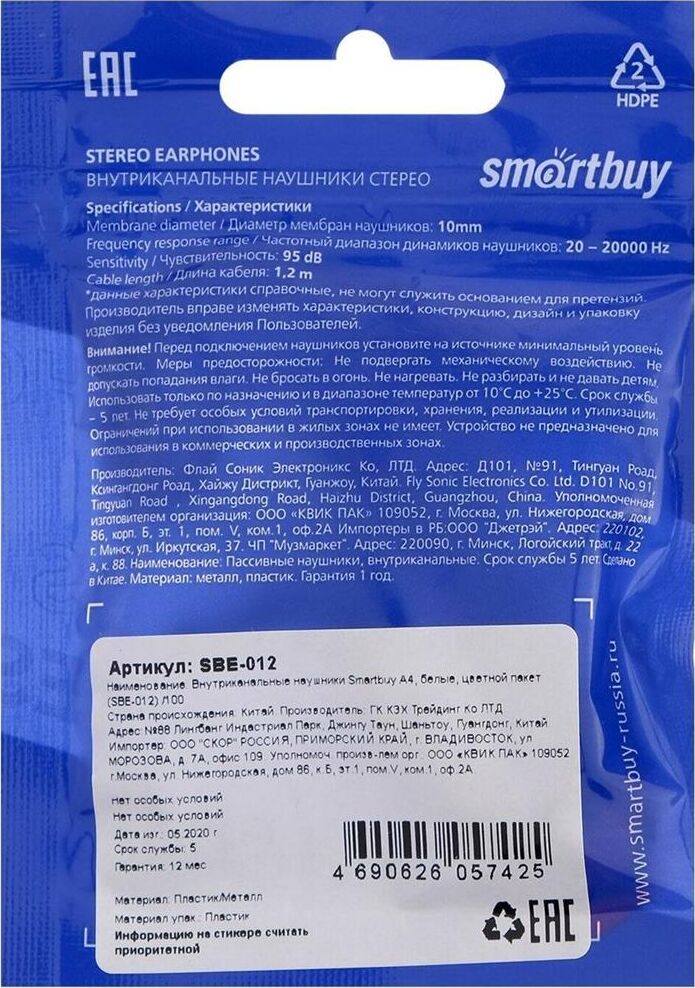 EAC
2
HDPE
STEREO EARPHONES
ВНУТРИКАНАЛЬНЫЕ НАУШНИКИ СТЕРЕО
smartbuy
Specifications / Характеристики
Membrane diameter / Диаметр мембран наушников: 10mm
Frequency response range / Частотный диапазон динамиков наушников: 20 – 20000 Hz
Sensitivity / Чувствительность: 95 dB
Cable length / Длина кабеля: 1,2 m
*данные характеристики справочные, не могут служить основанием для претензий.
Производитель вправе изменять характеристики, конструкцию, дизайн и упаковку
изделия без уведомления Пользователей.
Внимание! Перед подключением наушников установите на источнике минимальный уровень
громкости. Меры предосторожности: Не подвергать механическому воздействию. Не
допускать попадания влаги. Не бросать в огонь. Не нагревать. Не разбирать и не давать детям.
Использовать только по назначению и в диапазоне температур от 10°С до +25°С. Срок службы
– 5 лет. Не требует особых условий транспортировки, хранения, реализации и утилизации.
Ограничений при использовании в жилых зонах не имеет. Устройство не предназначено для
использования в коммерческих и производственных зонах.
Производитель: Флай Соник Электроникс Ко, ЛТД. Адрес: Д101, №91, Тингуан Роад,
Ксингангдонг Роад, Хайжу Дистрикт, Гуанжоу, Китай. Fly Sonic Electronics Co. Ltd. D101 No.91,
Tingyuan Road , Xingangdong Road, Haizhu District, Guangzhou, China. Уполномоченная
изготовителем организация: ООО «КВИК ПАК» 109052, г. Москва, ул. Нижегородская, дом
86, корп. Б, эт. 1, пом. V, ком.1, оф.2А Импортеры в РБ:ООО "Джетрэй". Адрес: 220102,
г. Минск, ул. Иркутская, 37. ЧП "Музмаркет". Адрес: 220090, г. Минск, Логойский тракт, д. 22
а, к. 88. Наименование: Пассивные наушники, внутриканальные. Срок службы 5 лет. Сделано
в Китае. Материал: металл, пластик. Гарантия 1 год.
www.smartbuy-russia.ru
Артикул: SBE-012
Наименование: Внутриканальные наушники Smartbuy A4, белые, цветной пакет
(SBE-012) /100
Страна происхождения: Китай. Производитель: ГК КЗХ Трейдинг ко ЛТД
Адрес: №88 Лингбанг Индастриал Парк, Джингу Таун, Шаньтоу, Гуангдонг, Китай
Импортер: ООО "СКОР" РОССИЯ, ПРИМОРСКИЙ КРАЙ, г. ВЛАДИВОСТОК, УЛ
МОРОЗОВА, Д. 7А, офис 109. Уполномоч. произв-лем орг.: ООО «КВИК ПАК» 109052
г.Москва, ул. Нижегородская, дом 86, к.Б, эт.1, пом.V, ком.1, оф.2А
Нет особых условий
Нет особых условий
Дата изг.: 05.2020 г
Срок службы: 5
Гарантия: 12 мес
4 690626 057425
Материал: Пластик/Металл
Материал упак.: Пластик
Информацию на стикере считать
приоритетной
EAC